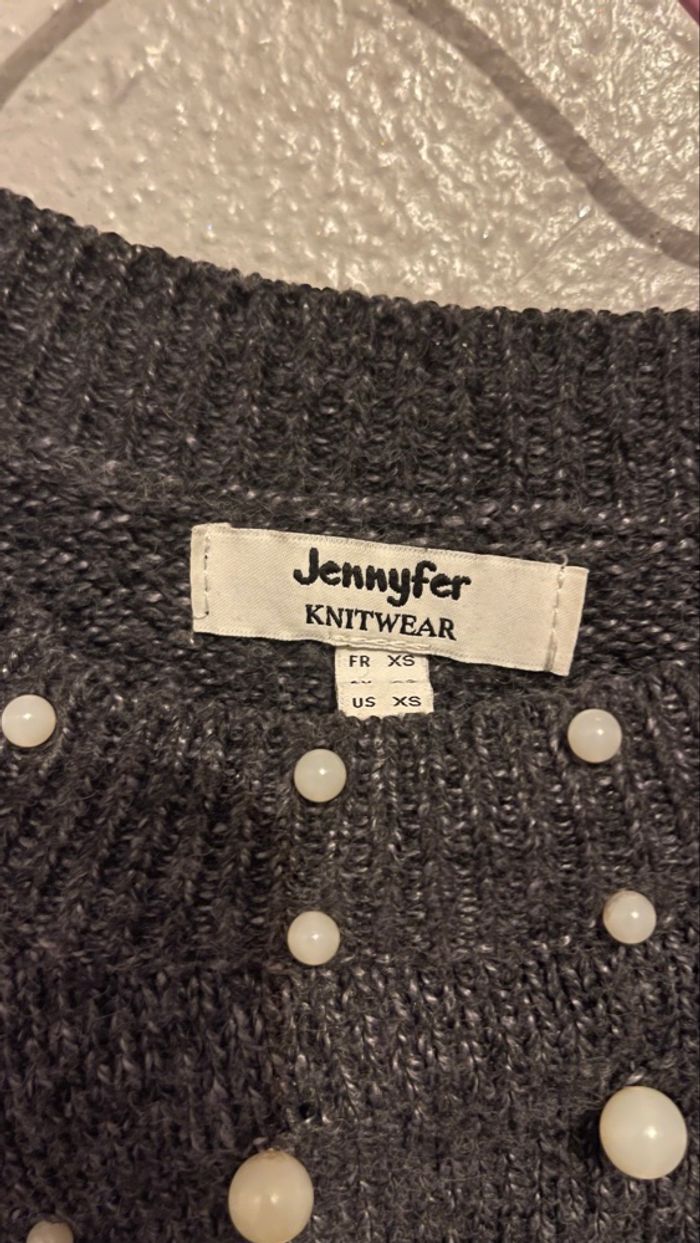 Jennyfer
KNITWEAR
FR XS
US XS